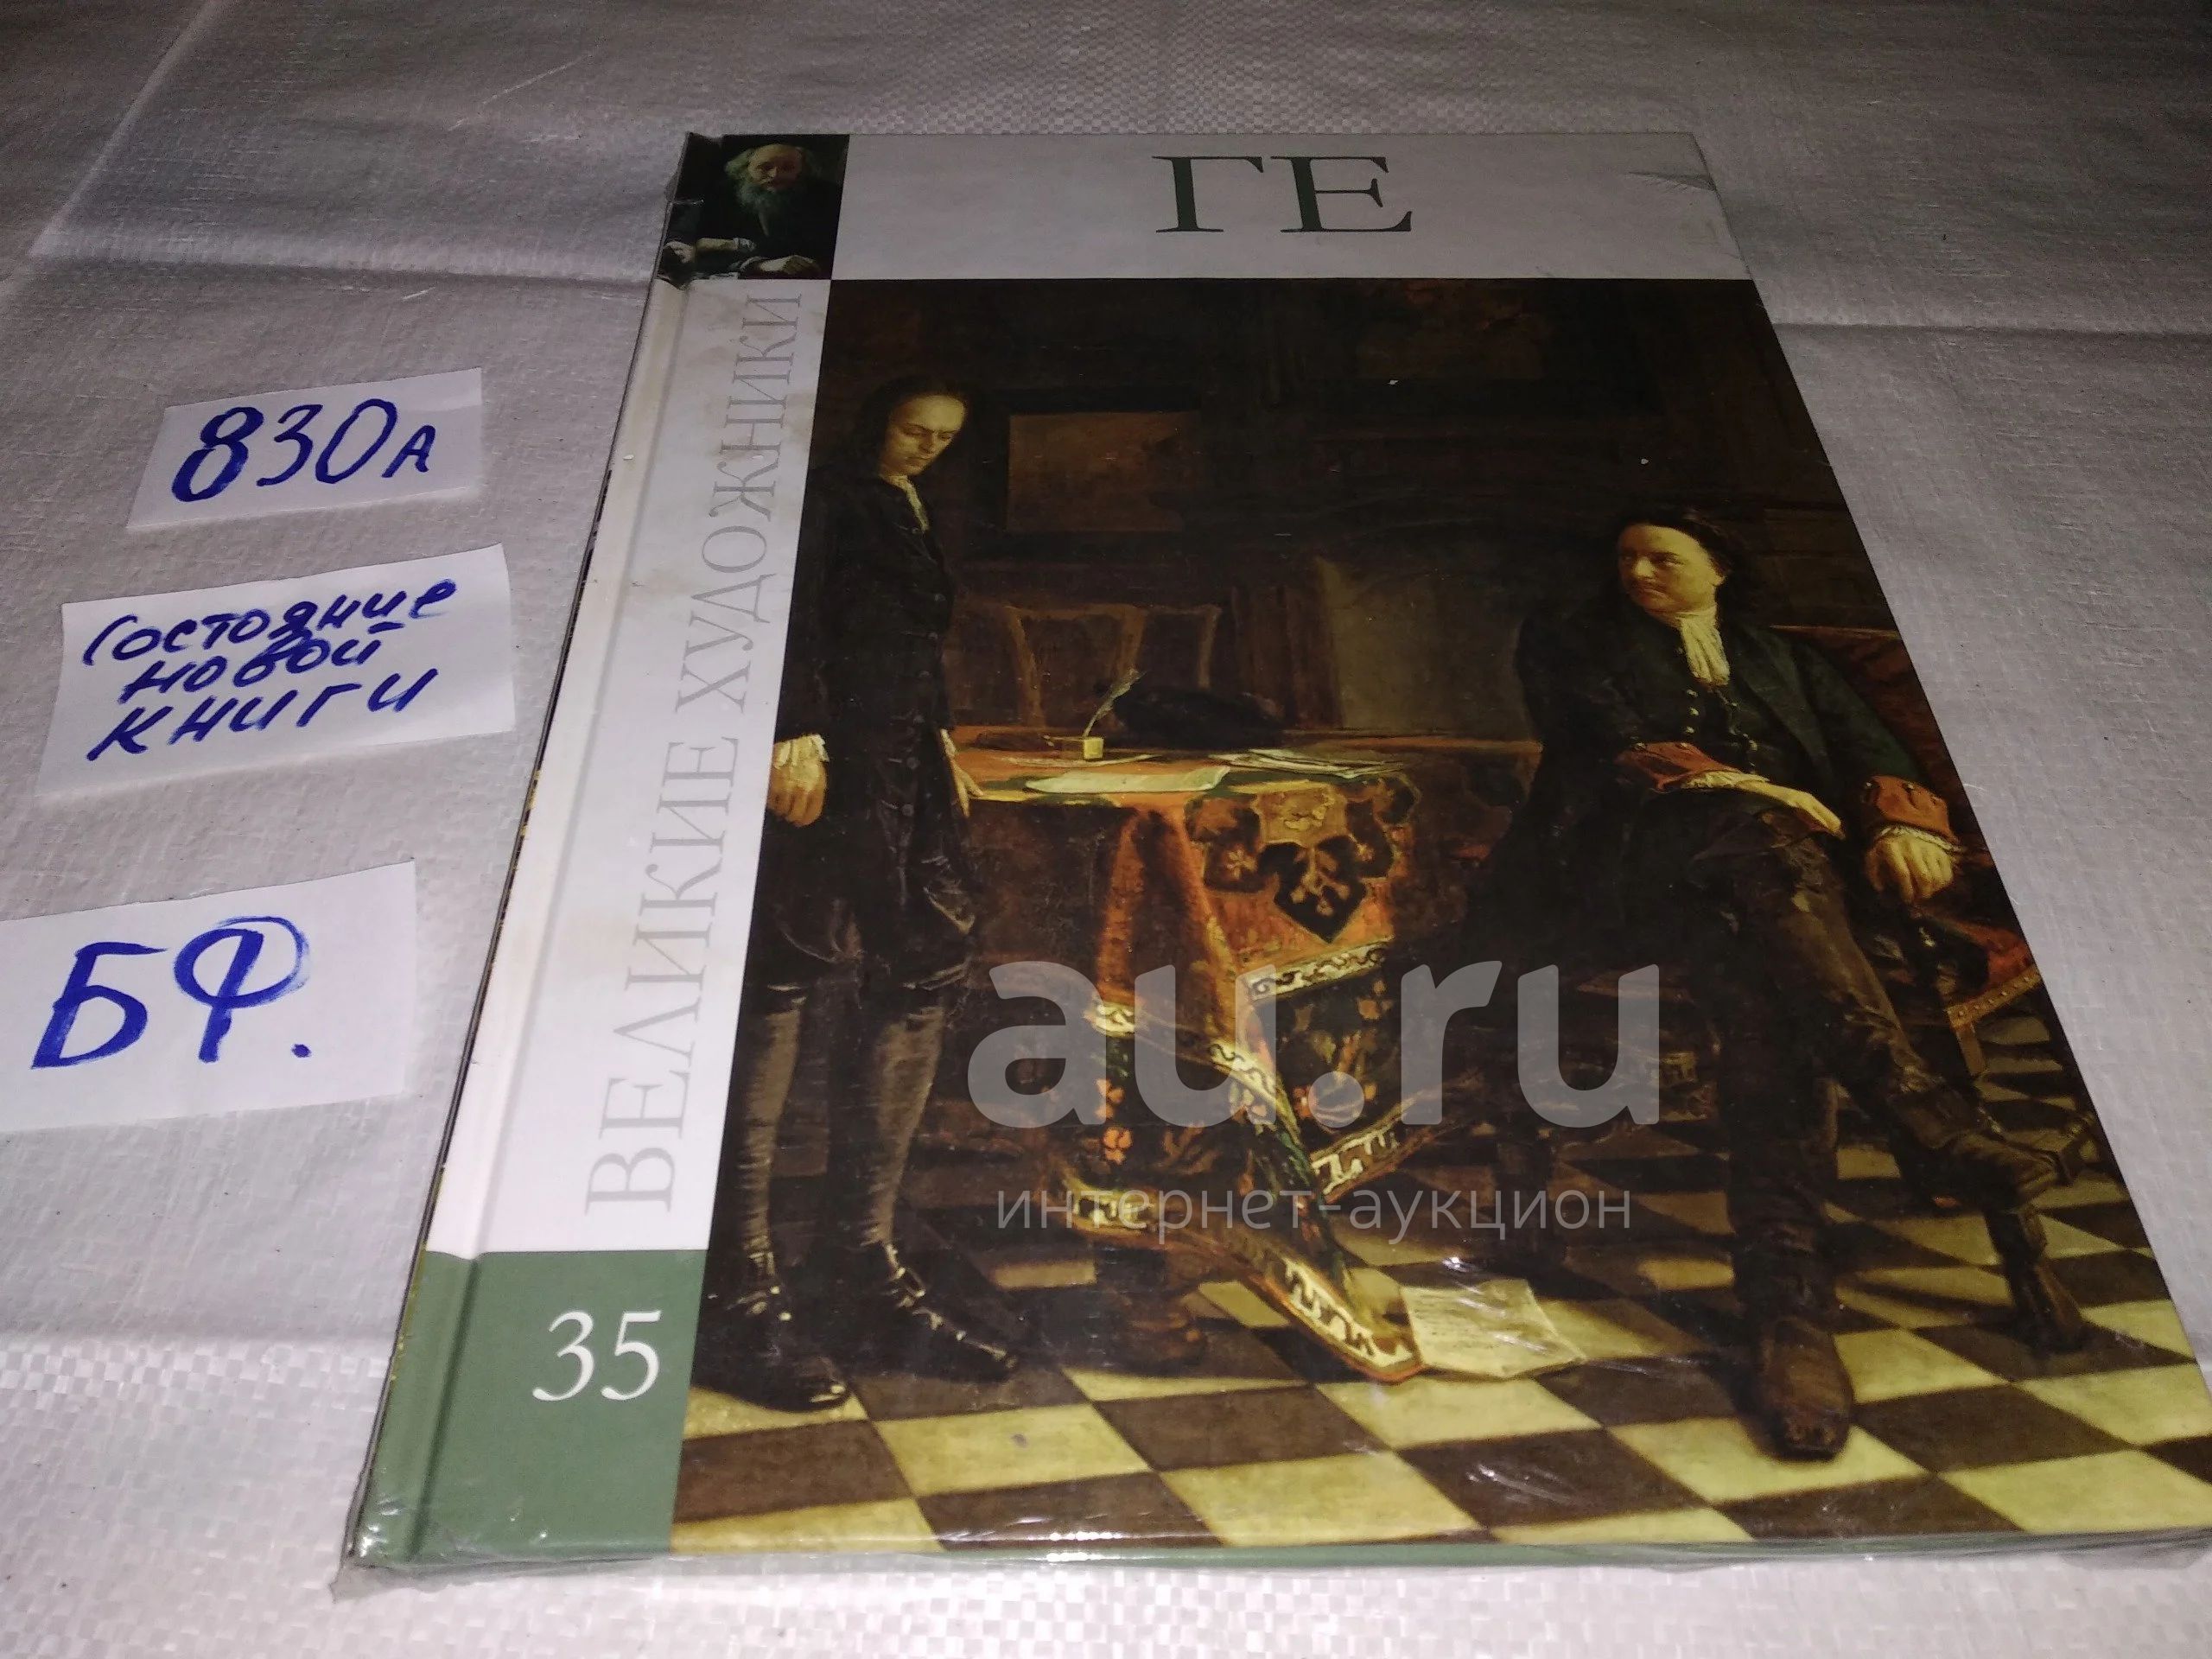 ГЕ
ВЕЛИКИЕ ХУДОЖНИКИ
35
830А
Состояние
новой
книги
БФ.
au.ru
интернет-аукцион